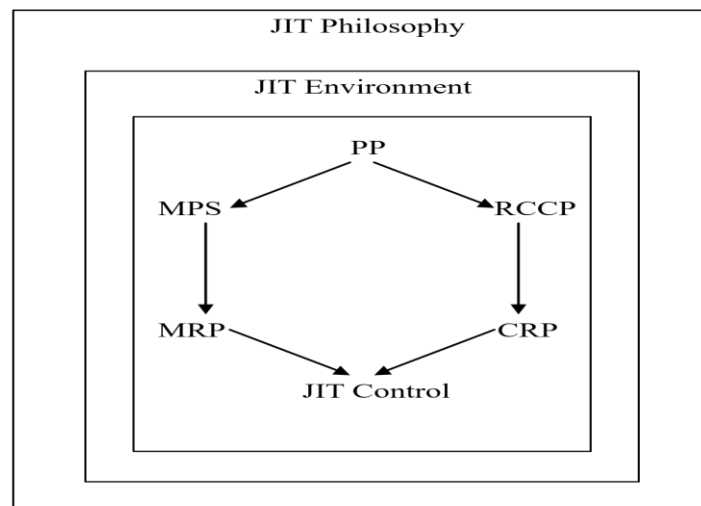 JIT Philosophy
JIT Environment
PP
MPS
RCCP
MRP
CRP
JIT Control